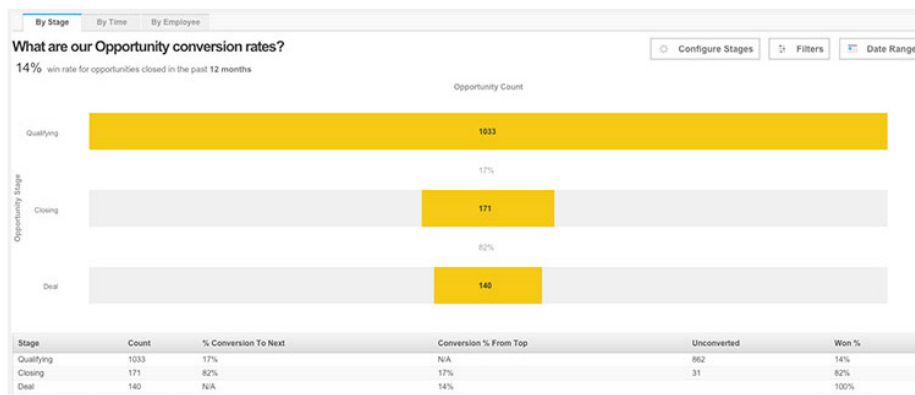 By Stage By Time By Employee
What are our Opportunity conversion rates?
Configure Stages Filters Date Range
14% win rate for opportunities closed in the past 12 months
Opportunity Count
Opportunity Stage
Qualifying 1033
17%
Closing 171
82%
Deal 140
Stage Count % Conversion To Next Conversion % From Top Unconverted Won %
Qualifying 1033 17% N/A 862 14%
Closing 171 82% 17% 31 82%
Deal 140 N/A 14% 100%